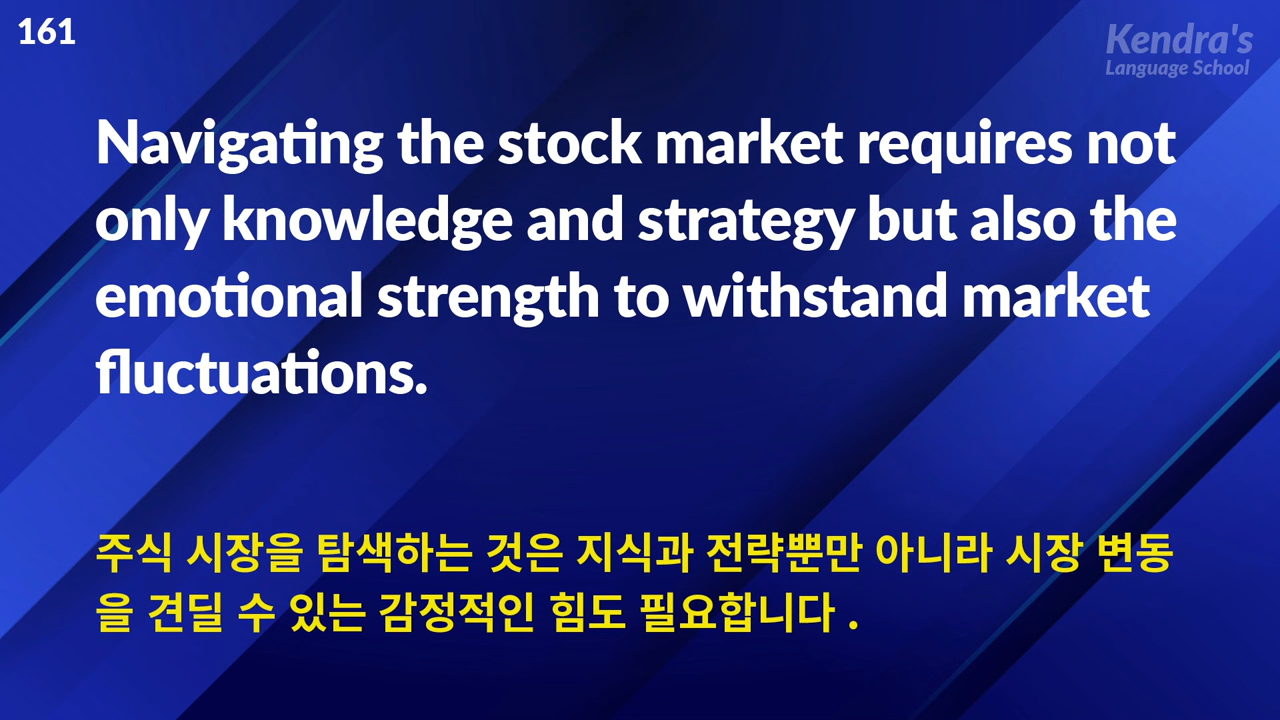 161
Kendra's
Language School
Navigating the stock market requires not
only knowledge and strategy but also the
emotional strength to withstand market
fluctuations.
주식 시장을 탐색하는 것은 지식과 전략뿐만 아니라 시장 변동
을 견딜 수 있는 감정적인 힘도 필요합니다 .